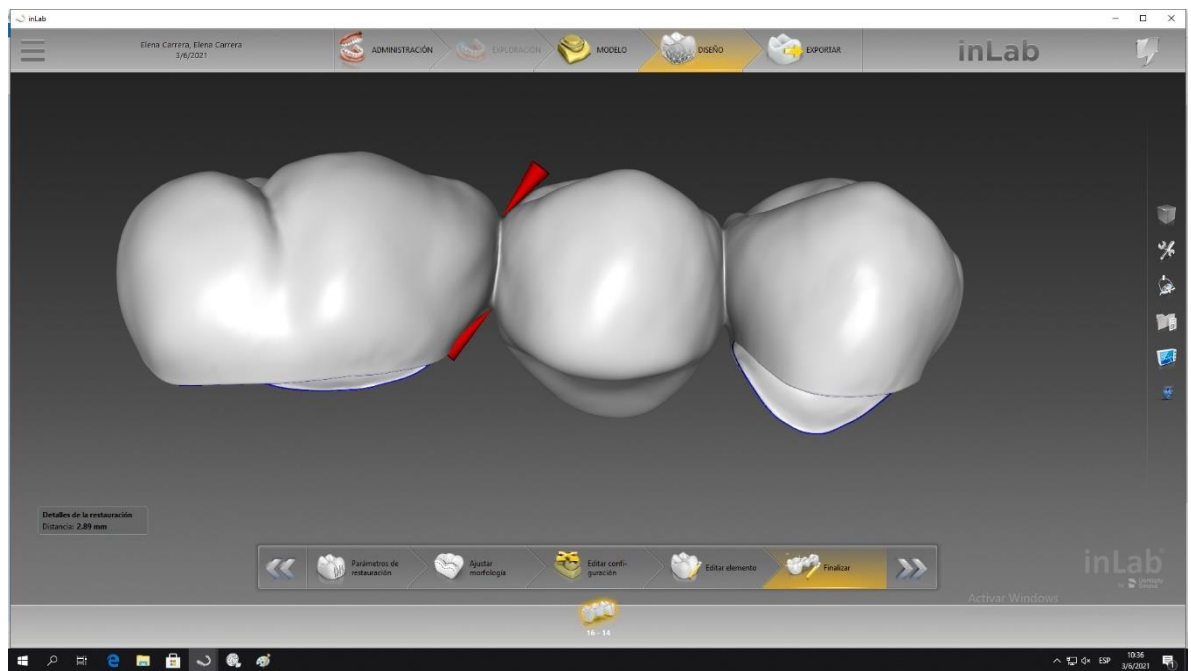 inLab
Elena Carrera, Elena Carrera
3/6/2021
ADMINISTRACIÓN
EXPLORACIÓN
MODELO
DISEÑO
EXPORTAR
inLab
Detalles de la restauración
Distancia: 2.89 mm
Parámetros de
restauración
Ajustar
morfología
Editar confi-
guración
Editar elemento
Finalizar
inLab
Dentsply
Sirona
Activar Windows
16 - 14
ESP
10:36
3/6/2021